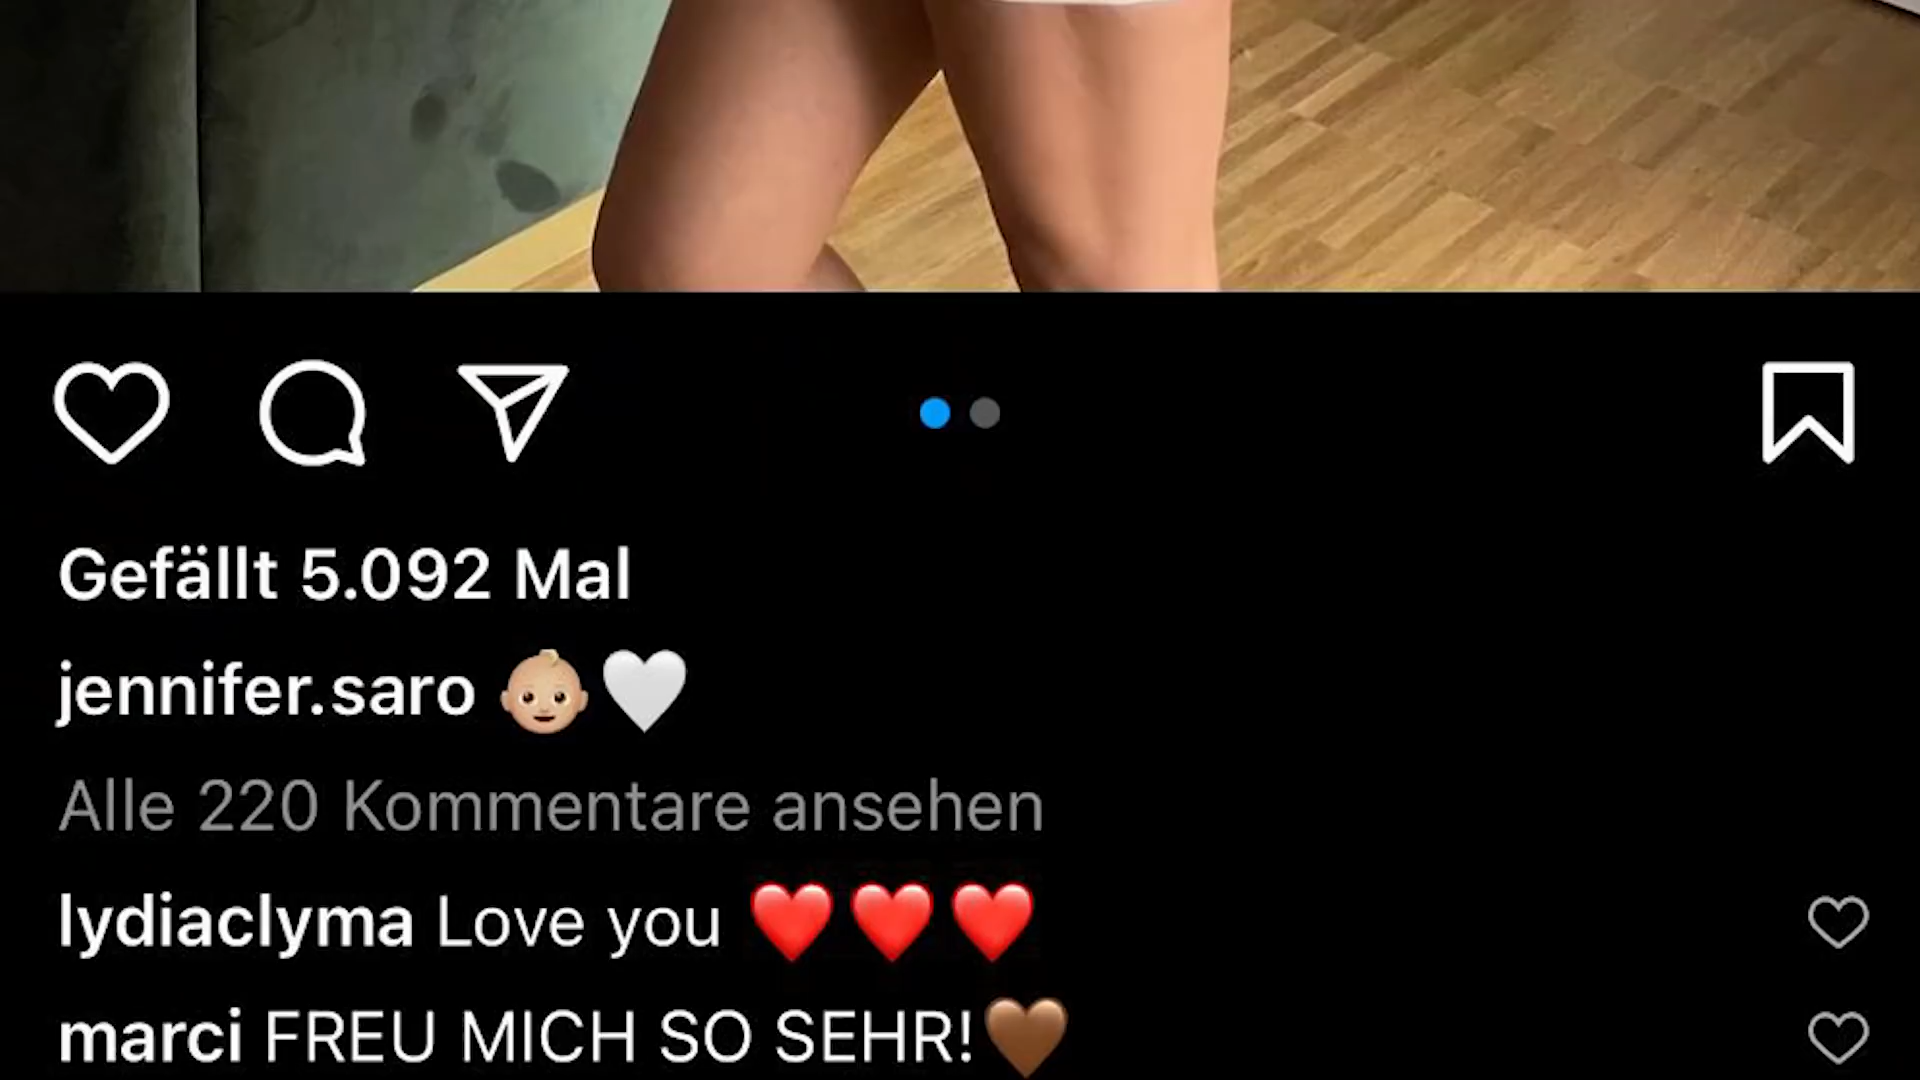 Gefällt 5.092 Mal
jennifer.saro 👶🏼🤍
Alle 220 Kommentare ansehen
lydiaclyma Love you ❤️❤️❤️
marci FREU MICH SO SEHR!🤎